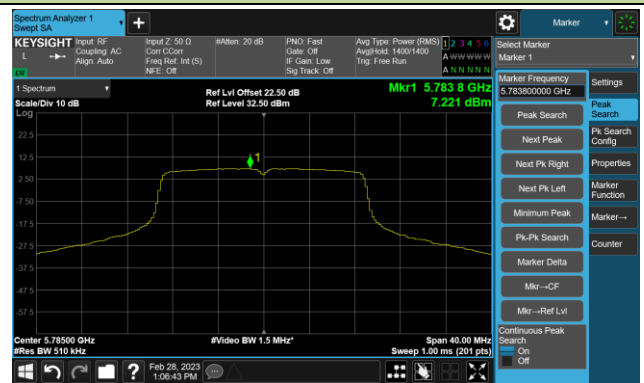 Spectrum Analyzer 1
Swept SA
+
Marker
KEYSIGHT
L
LV
Input: RF
Coupling: AC
Align: Auto
Input Z: 50 Ω
Corr CCorr
Freq Ref: Int (S)
NFE: Off
#Atten: 20 dB
PNO: Fast
Gate: Off
IF Gain: Low
Sig Track: Off
Avg Type: Power (RMS)
Avg|Hold: 1400/1400
Trig: Free Run
1 2 3 4 5 6
A W W W W W
A N N N N N
Select Marker
Marker 1
1 Spectrum
Scale/Div 10 dB
Log
Ref Lvl Offset 22.50 dB
Ref Level 32.50 dBm
Mkr1 5.783 8 GHz
7.221 dBm
22.5
12.5
2.50
-7.50
-17.5
-27.5
-37.5
-47.5
-57.5
1
Center 5.78500 GHz
#Res BW 510 kHz
#Video BW 1.5 MHz*
Span 40.00 MHz
Sweep 1.00 ms (201 pts)
Marker Frequency
5.783800000 GHz
Peak Search
Next Peak
Next Pk Right
Next Pk Left
Minimum Peak
Pk-Pk Search
Marker Delta
Mkr→CF
Mkr→Ref Lvl
Continuous Peak
Search
On
Off
Settings
Peak
Search
Pk Search
Config
Properties
Marker
Function
Marker→
Counter
?
Feb 28, 2023
1:06:43 PM